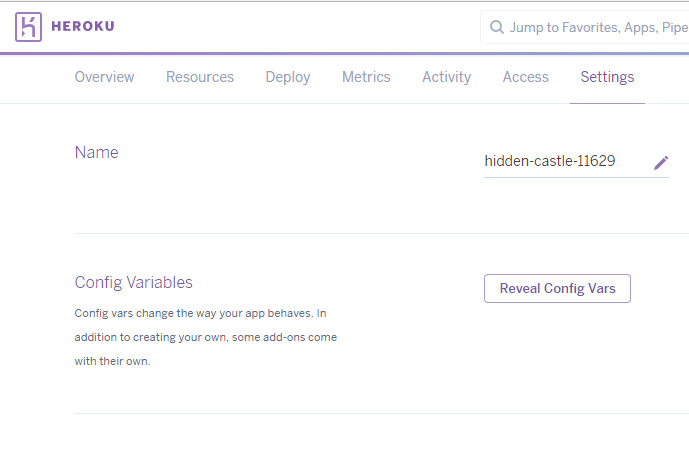 HEROKU
Jump to Favorites, Apps, Pipe
Overview Resources Deploy Metrics Activity Access Settings
Name
hidden-castle-11629
Config Variables
Reveal Config Vars
Config vars change the way your app behaves. In
addition to creating your own, some add-ons come
with their own.